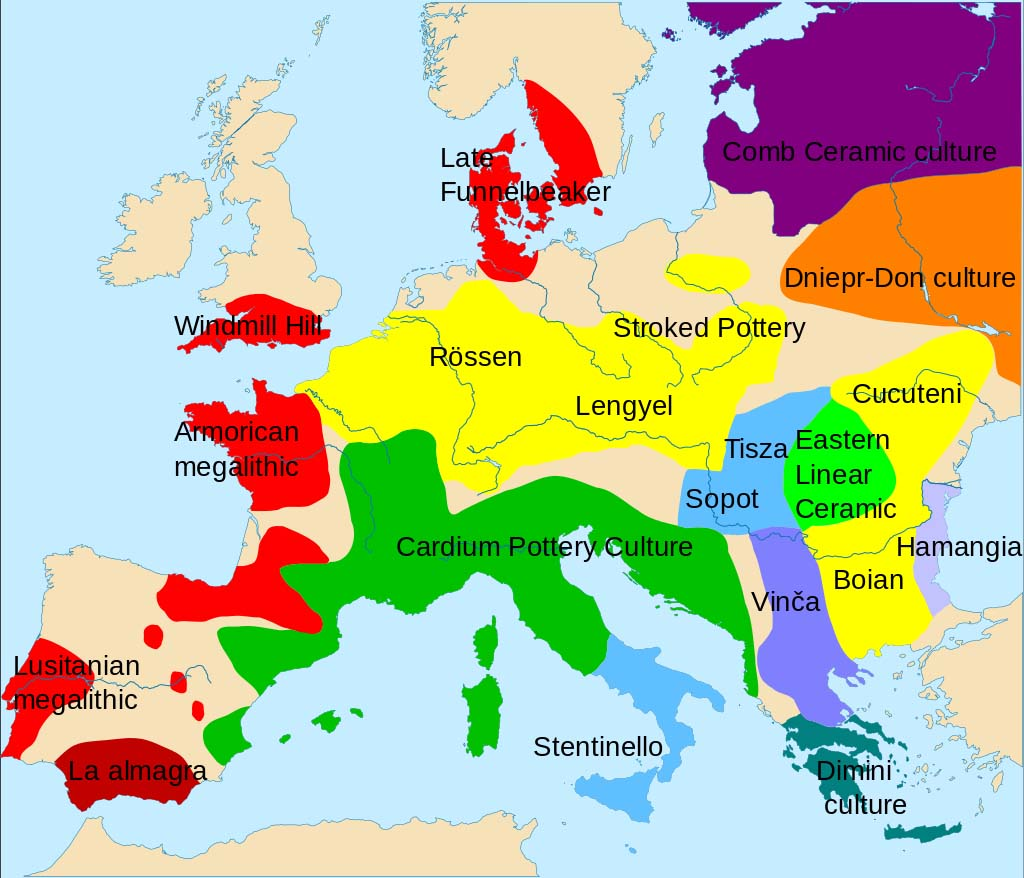 Late
Funnelbeaker
Comb Ceramic culture
Dniepr-Don culture
Windmill Hill
Stroked Pottery
Rössen
Lengyel
Cucuteni
Armorican
megalithic
Tisza
Eastern
Linear
Ceramic
Sopot
Cardium Pottery Culture
Hamangia
Boian
Vinča
Lusitanian
megalithic
Stentinello
La almagra
Dimini
culture